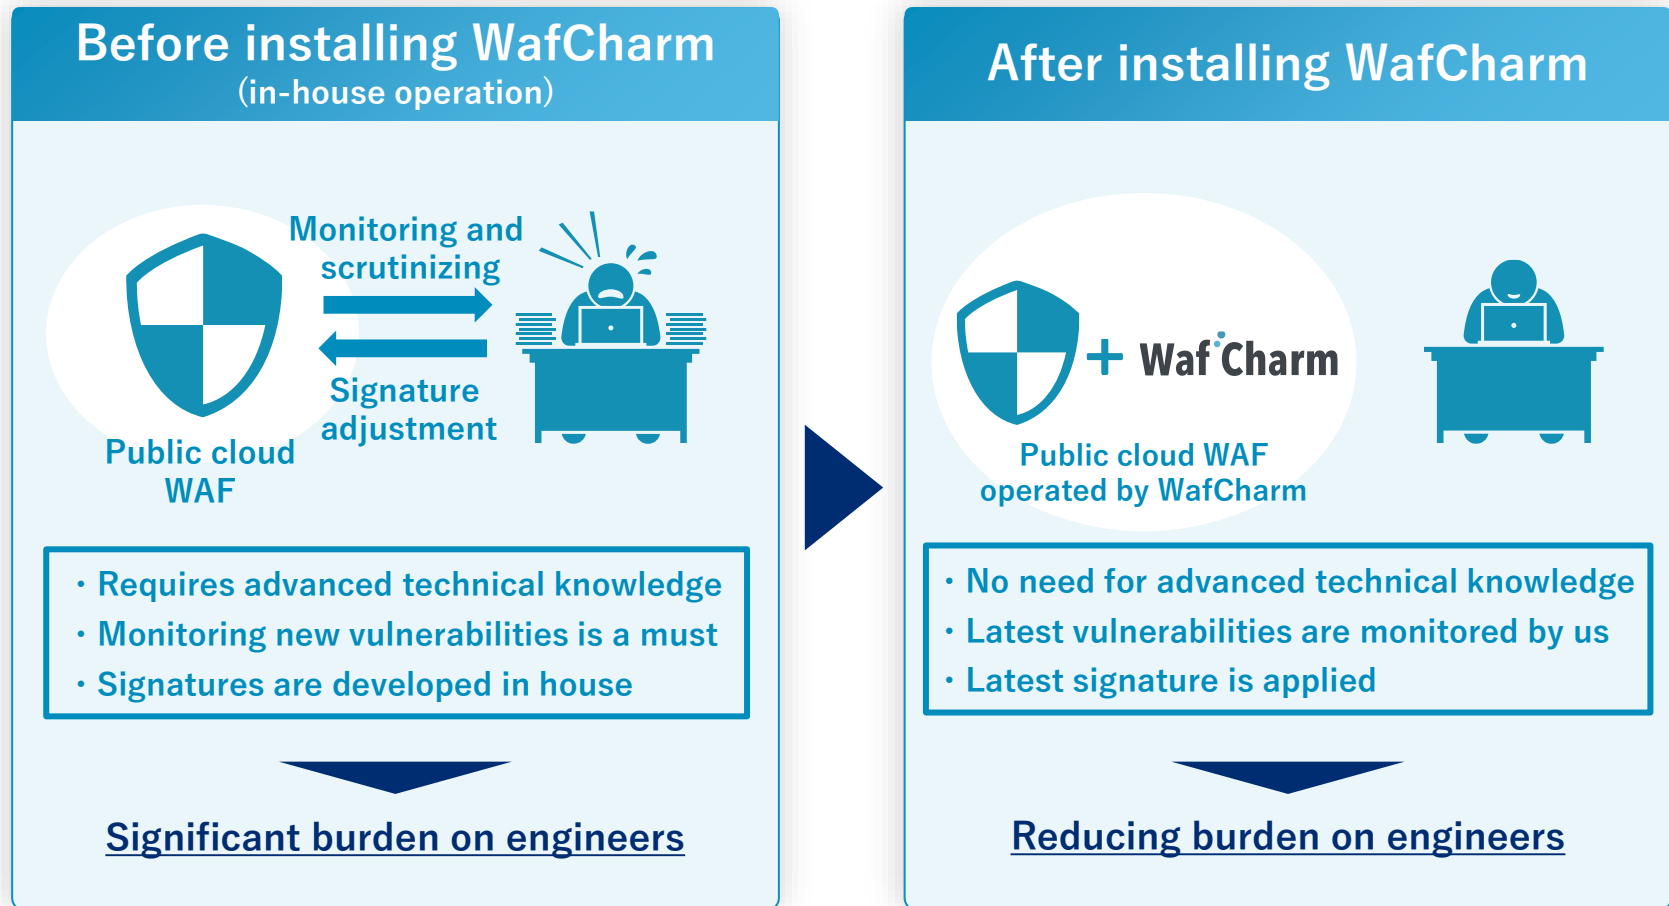 Before installing WafCharm
(in-house operation)
Monitoring and
scrutinizing
Signature
adjustment
Public cloud
WAF
・Requires advanced technical knowledge
・Monitoring new vulnerabilities is a must
・Signatures are developed in house
Significant burden on engineers
After installing WafCharm
+ WafCharm
Public cloud WAF
operated by WafCharm
・No need for advanced technical knowledge
・Latest vulnerabilities are monitored by us
・Latest signature is applied
Reducing burden on engineers